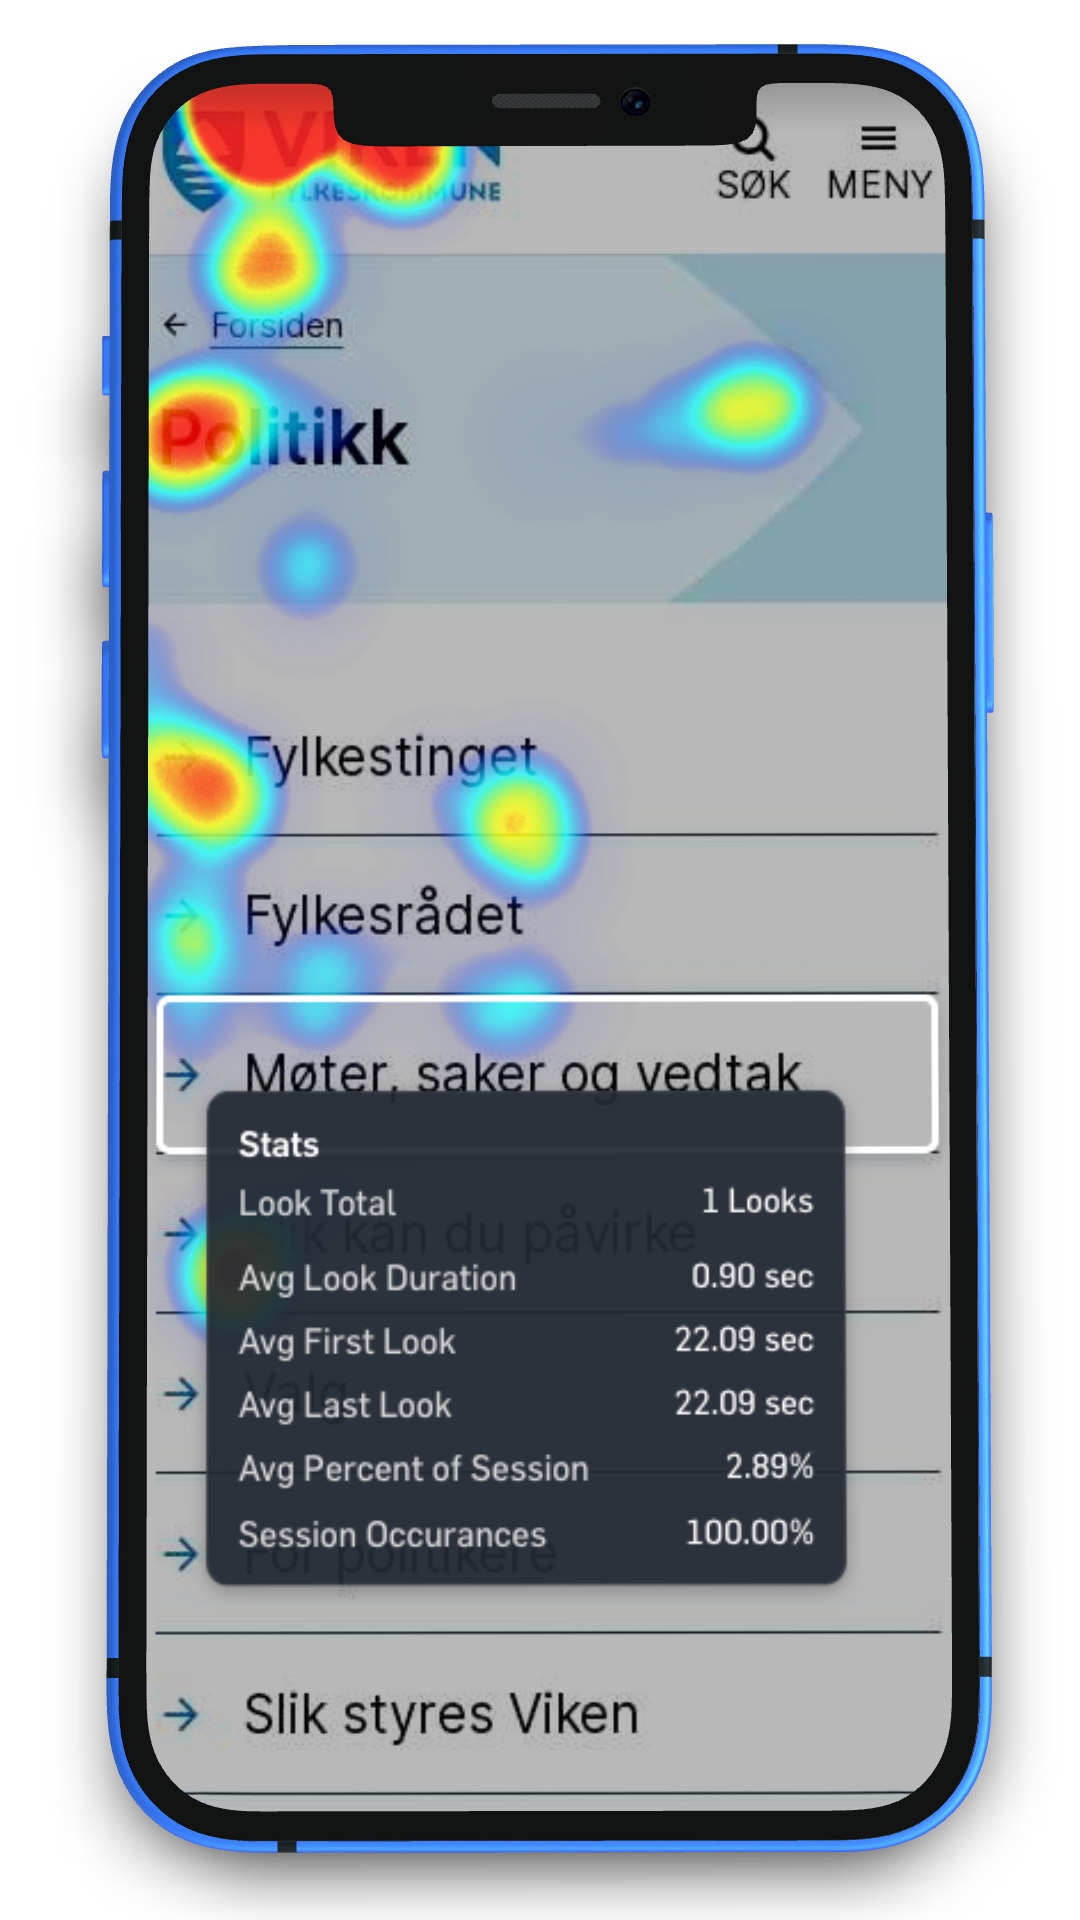 VIKEN
FYLKESKOMMUNE
SØK
MENY
← Forsiden
Politikk
→ Fylkestinget
→ Fylkesrådet
→ Møter, saker og vedtak
Stats
Look Total 1 Looks
→ Slik kan du påvirke
Avg Look Duration 0.90 sec
Avg First Look 22.09 sec
→ Valg
Avg Last Look 22.09 sec
Avg Percent of Session 2.89%
Session Occurances 100.00%
→ For politikere
→ Slik styres Viken